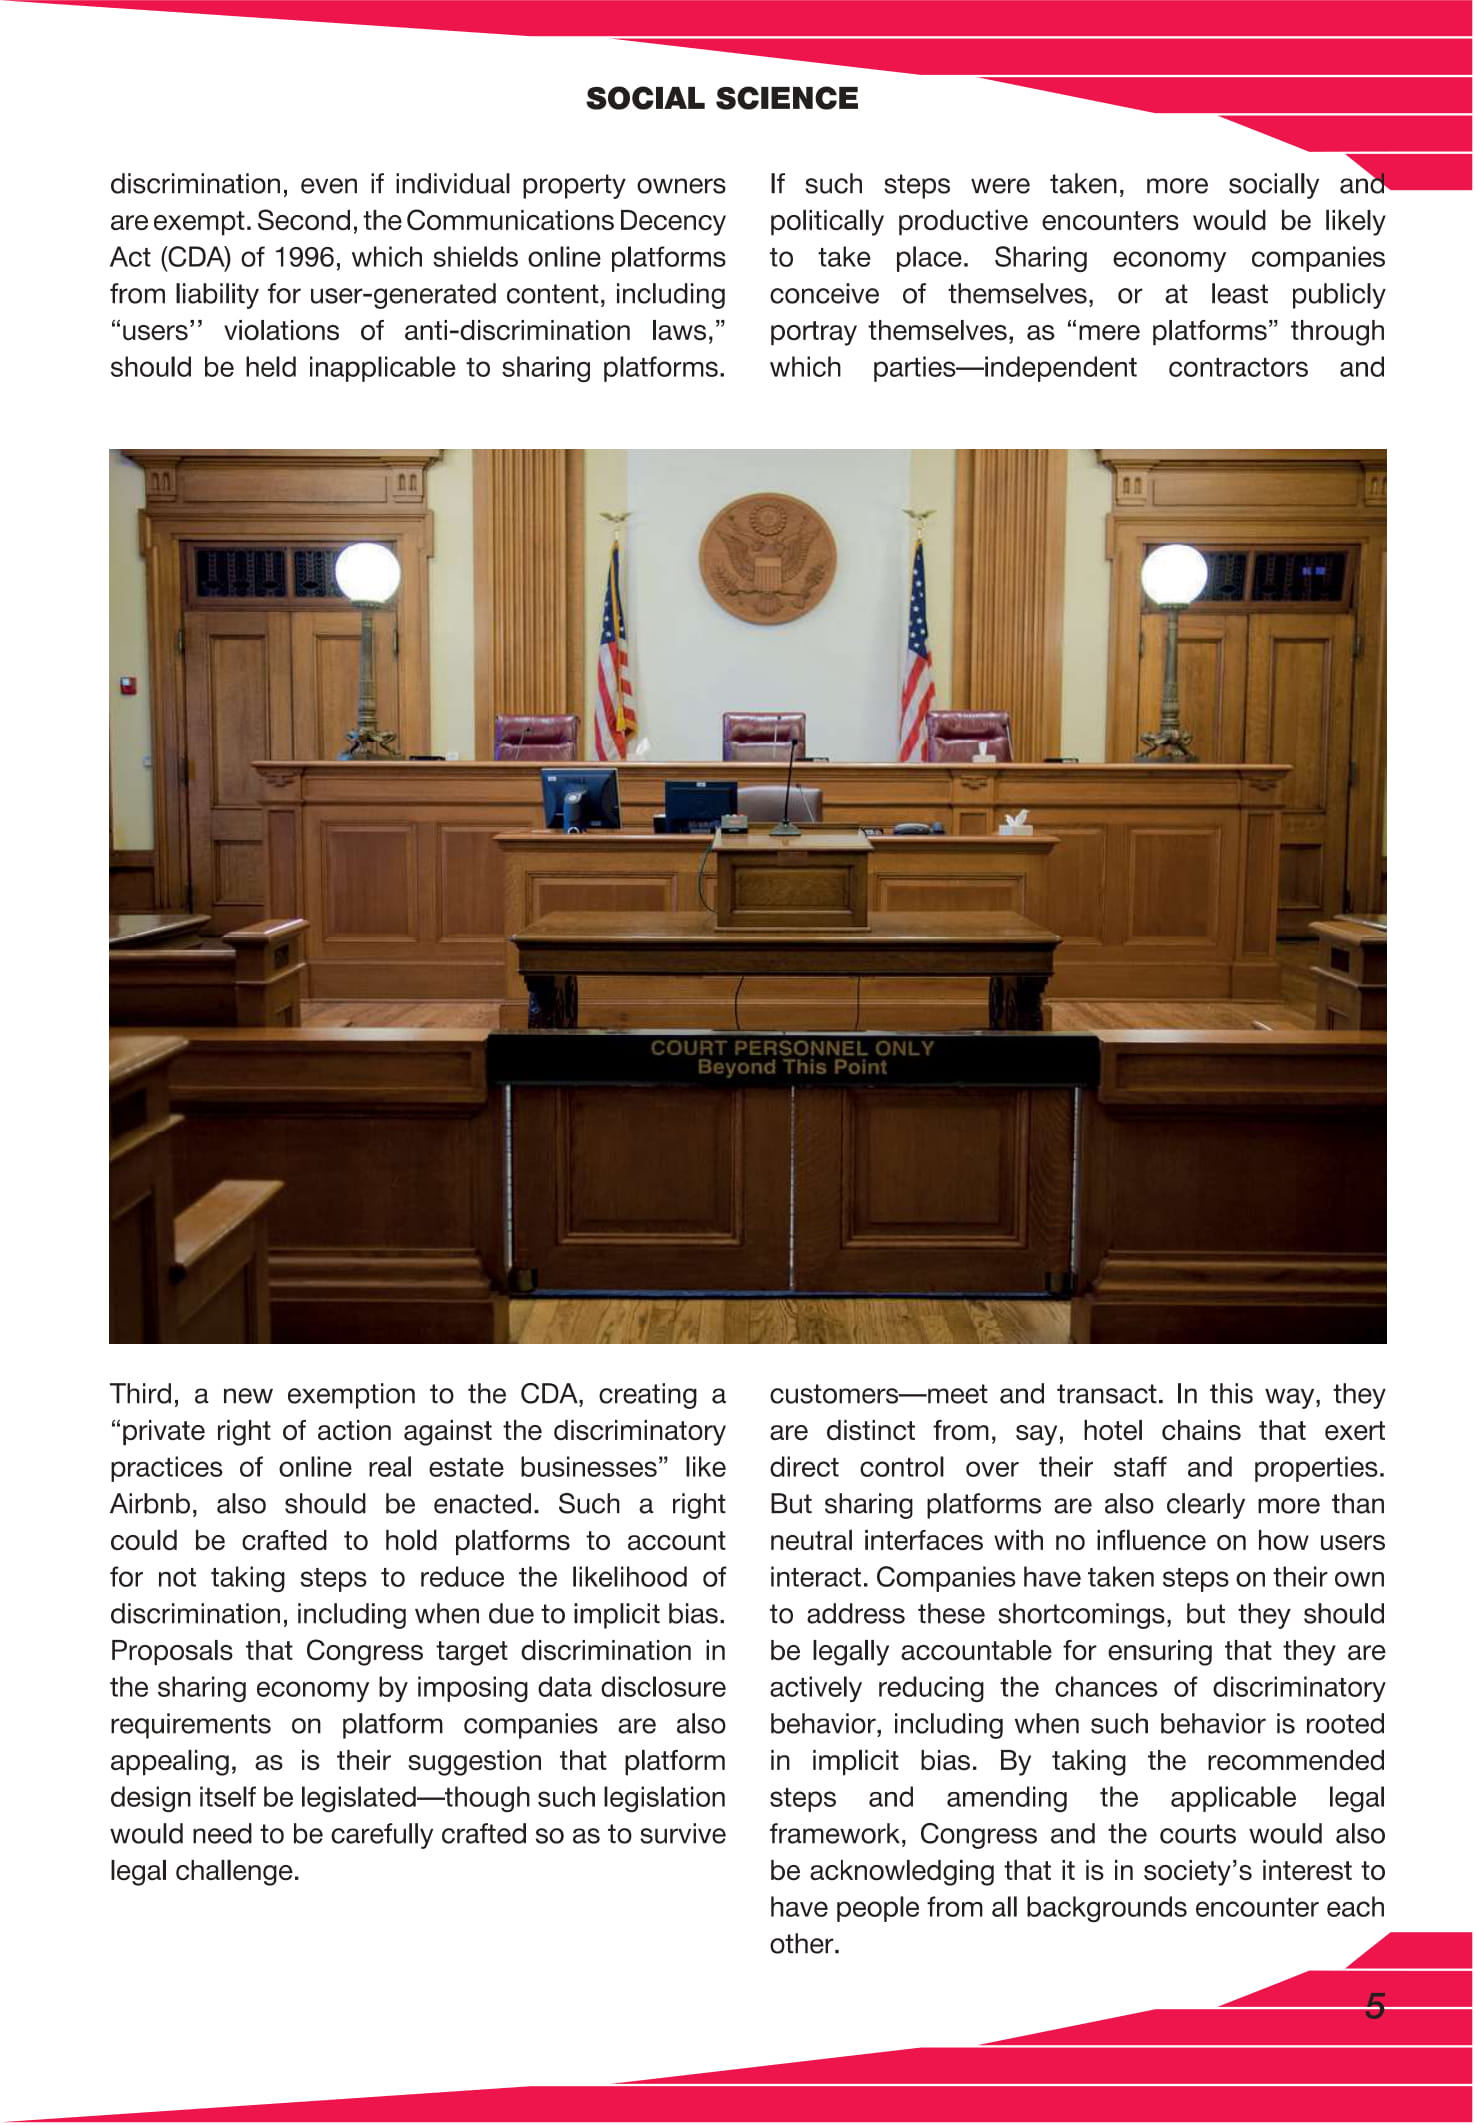 SOCIAL SCIENCE
discrimination, even if individual property owners
are exempt. Second, the Communications Decency
Act (CDA) of 1996, which shields online platforms
from liability for user-generated content, including
“users’’ violations of anti-discrimination laws,”
should be held inapplicable to sharing platforms.
Third, a new exemption to the CDA, creating a
“private right of action against the discriminatory
practices of online real estate businesses” like
Airbnb, also should be enacted. Such a right
could be crafted to hold platforms to account
for not taking steps to reduce the likelihood of
discrimination, including when due to implicit bias.
Proposals that Congress target discrimination in
the sharing economy by imposing data disclosure
requirements on platform companies are also
appealing, as is their suggestion that platform
design itself be legislated—though such legislation
would need to be carefully crafted so as to survive
legal challenge.
If such steps were taken, more socially and
politically productive encounters would be likely
to take place. Sharing economy companies
conceive of themselves, or at least publicly
portray themselves, as “mere platforms” through
which parties—independent contractors and
customers—meet and transact. In this way, they
are distinct from, say, hotel chains that exert
direct control over their staff and properties.
But sharing platforms are also clearly more than
neutral interfaces with no influence on how users
interact. Companies have taken steps on their own
to address these shortcomings, but they should
be legally accountable for ensuring that they are
actively reducing the chances of discriminatory
behavior, including when such behavior is rooted
in implicit bias. By taking the recommended
steps and amending the applicable legal
framework, Congress and the courts would also
be acknowledging that it is in society’s interest to
have people from all backgrounds encounter each
other.
COURT PERSONNEL ONLY
Beyond This Point
5